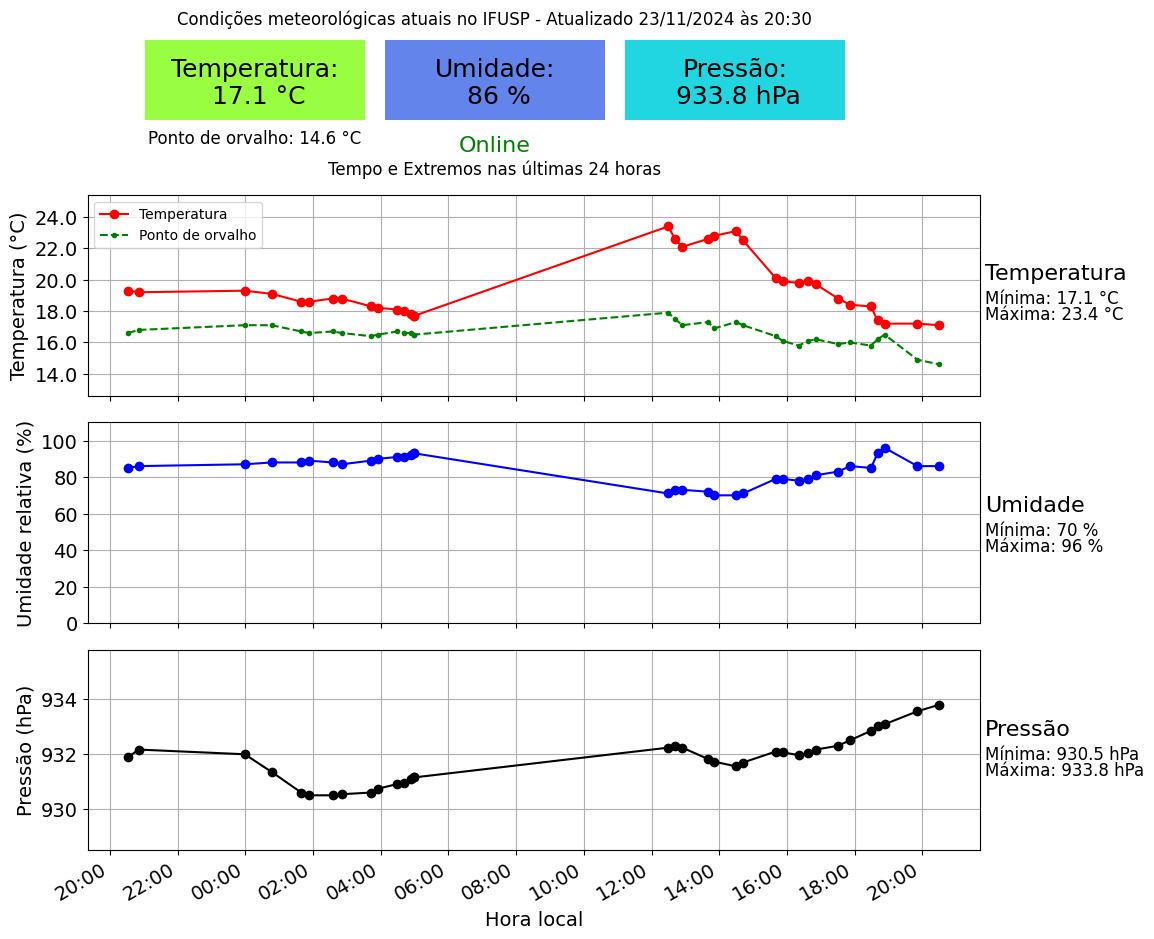 Condições meteorológicas atuais no IFUSP - Atualizado 23/11/2024 às 20:30
Temperatura:
17.1 °C
Umidade:
86 %
Pressão:
933.8 hPa
Ponto de orvalho: 14.6 °C
Online
Tempo e Extremos nas últimas 24 horas
Temperatura (°C)
24.0
22.0
20.0
18.0
16.0
14.0
Temperatura
Ponto de orvalho
Temperatura
Mínima: 17.1 °C
Máxima: 23.4 °C
Umidade relativa (%)
100
80
60
40
20
0
Umidade
Mínima: 70 %
Máxima: 96 %
Pressão (hPa)
934
932
930
Pressão
Mínima: 930.5 hPa
Máxima: 933.8 hPa
20:00 22:00 00:00 02:00 04:00 06:00 08:00 10:00 12:00 14:00 16:00 18:00 20:00
Hora local